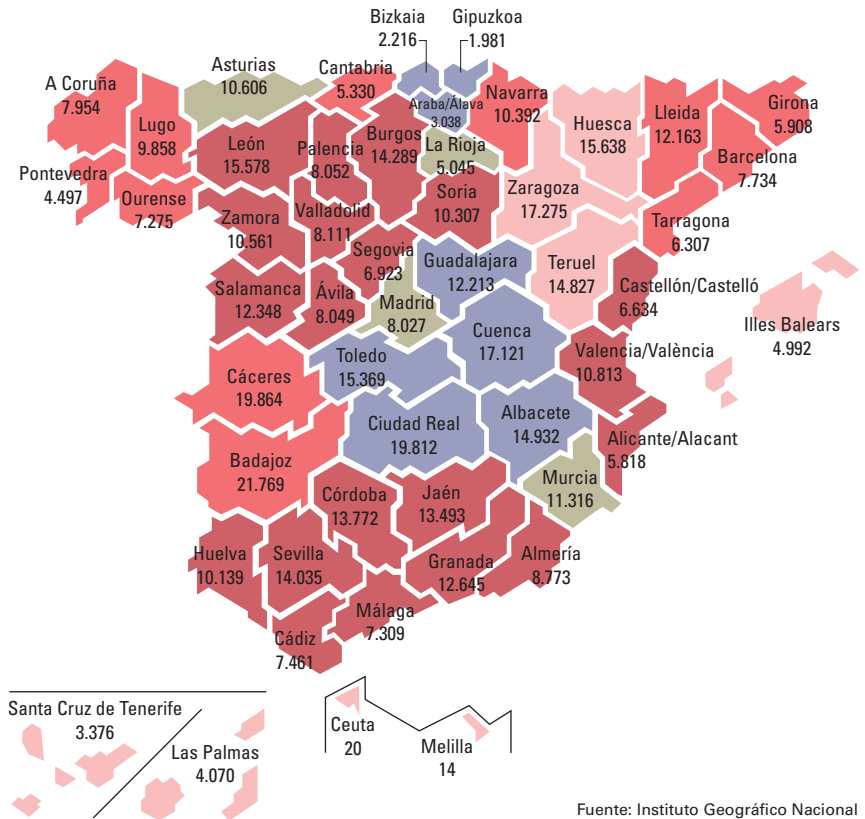 Bizkaia
2.216
Gipuzkoa
1.981
Asturias
10.606
Cantabria
5.330
A Coruña
7.954
Lugo
9.858
Araba/Álava
3.038
Navarra
10.392
Huesca
15.638
Lleida
12.163
Girona
5.908
León
15.578
Palencia
8.052
Burgos
14.289
La Rioja
5.045
Barcelona
7.734
Pontevedra
4.497
Ourense
7.275
Zamora
10.561
Valladolid
8.111
Soria
10.307
Zaragoza
17.275
Tarragona
6.307
Segovia
6.923
Guadalajara
12.213
Teruel
14.827
Castellón/Castelló
6.634
Salamanca
12.348
Ávila
8.049
Madrid
8.027
Illes Balears
4.992
Cuenca
17.121
Toledo
15.369
Valencia/València
10.813
Cáceres
19.864
Ciudad Real
19.812
Albacete
14.932
Alicante/Alacant
5.818
Badajoz
21.769
Murcia
11.316
Córdoba
13.772
Jaén
13.493
Huelva
10.139
Sevilla
14.035
Granada
12.645
Almería
8.773
Málaga
7.309
Cádiz
7.461
Santa Cruz de Tenerife
3.376
Las Palmas
4.070
Ceuta
20
Melilla
14
Fuente: Instituto Geográfico Nacional